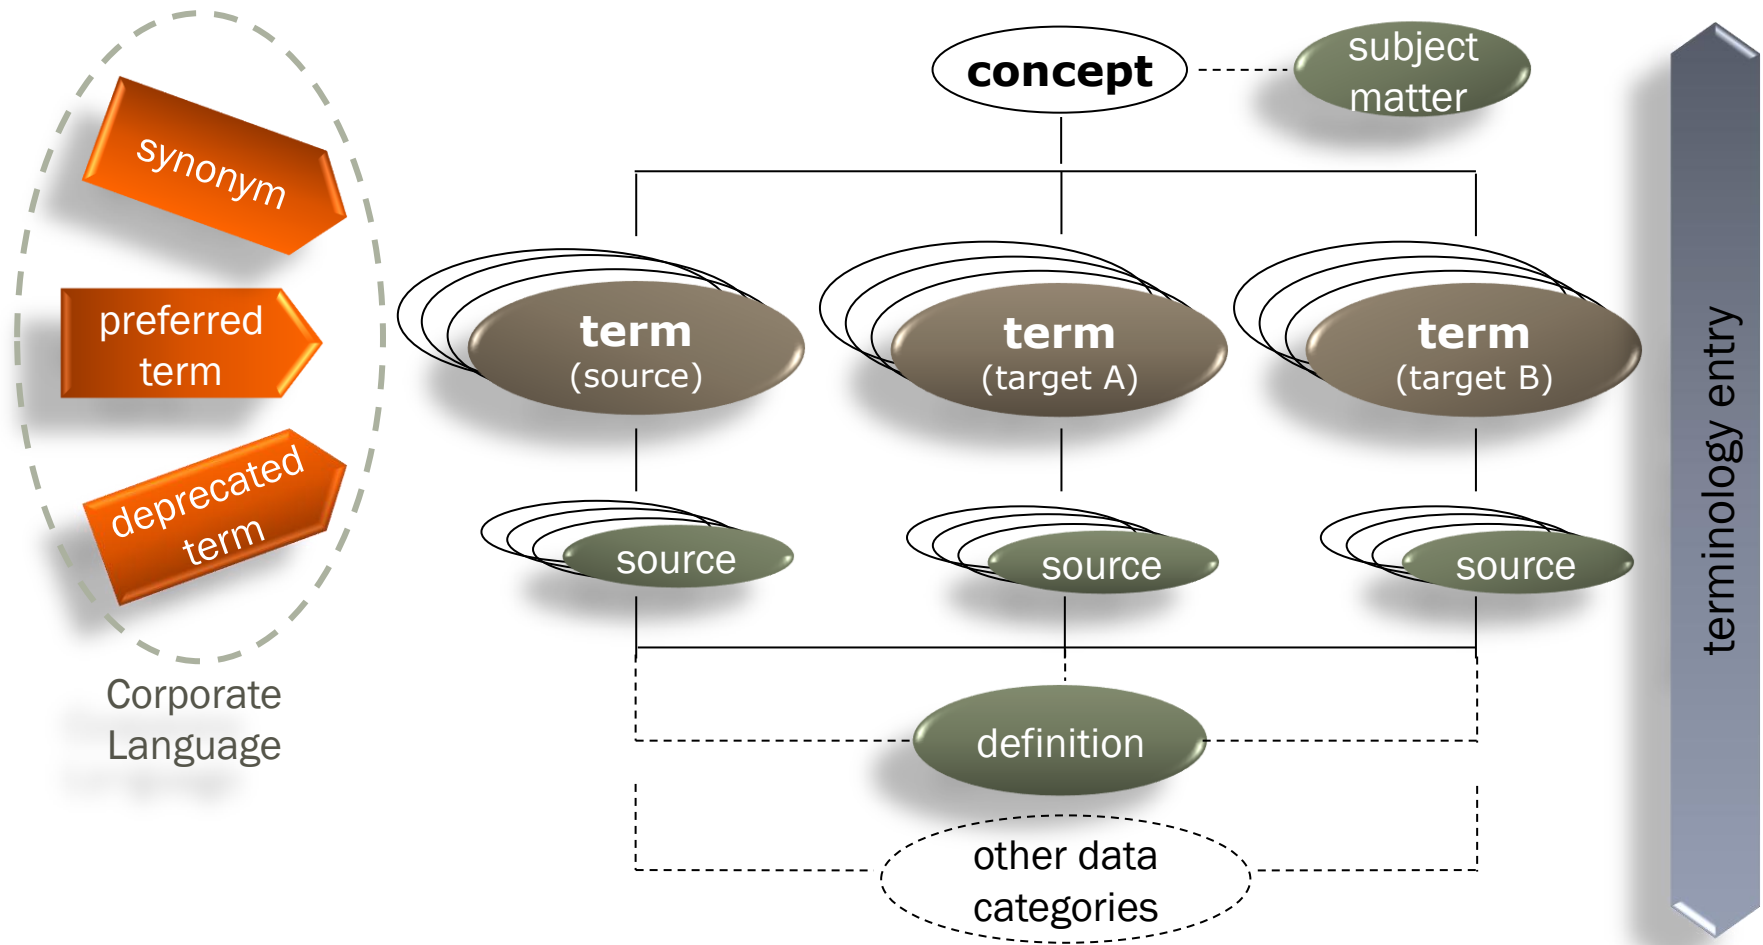 concept
subject
matter
synonym
preferred
term
deprecated
term
Corporate
Language
term
(source)
term
(target A)
term
(target B)
source
source
source
definition
other data
categories
terminology entry